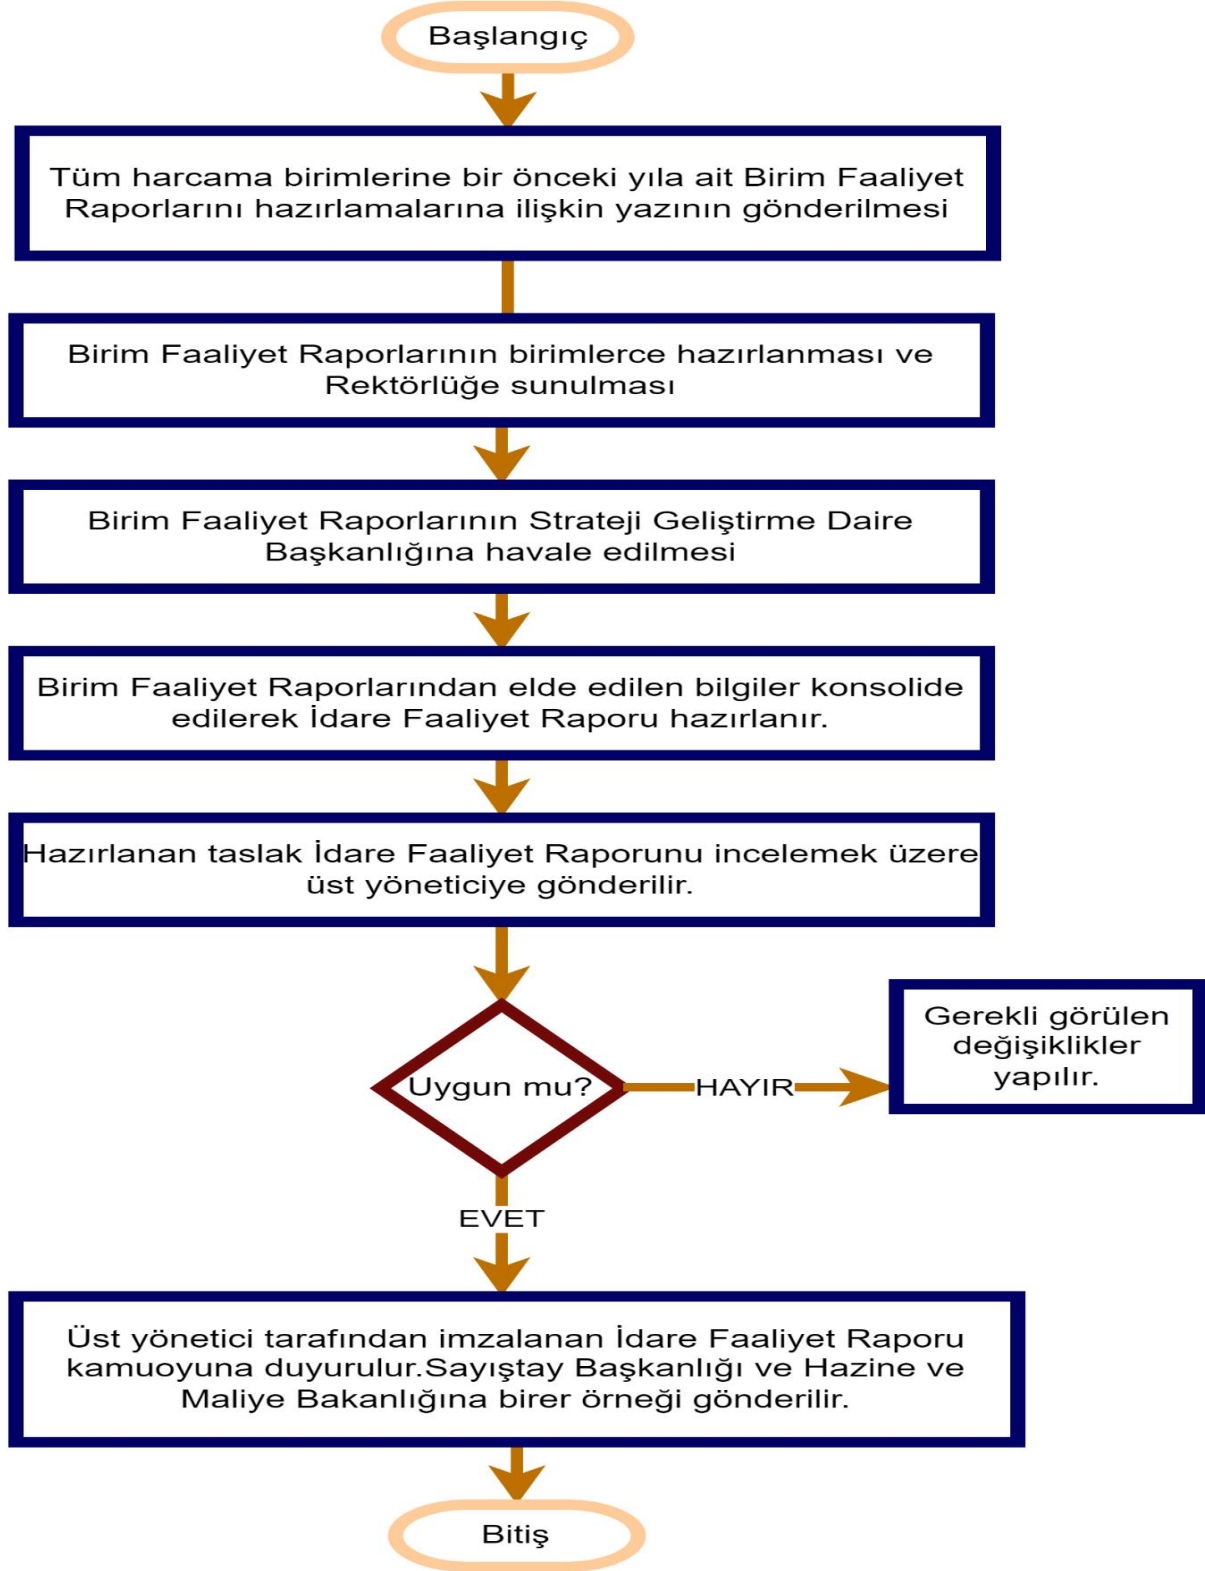 Başlangıç
Tüm harcama birimlerine bir önceki yıla ait Birim Faaliyet
Raporlarını hazırlamalarına ilişkin yazının gönderilmesi
Birim Faaliyet Raporlarının birimlerce hazırlanması ve
Rektörlüğe sunulması
Birim Faaliyet Raporlarının Strateji Geliştirme Daire
Başkanlığına havale edilmesi
Birim Faaliyet Raporlarından elde edilen bilgiler konsolide
edilerek İdare Faaliyet Raporu hazırlanır.
Hazırlanan taslak İdare Faaliyet Raporunu incelemek üzere
üst yöneticiye gönderilir.
Uygun mu?
HAYIR
Gerekli görülen
değişiklikler
yapılır.
EVET
Üst yönetici tarafından imzalanan İdare Faaliyet Raporu
kamuoyuna duyurulur.Sayıştay Başkanlığı ve Hazine ve
Maliye Bakanlığına birer örneği gönderilir.
Bitiş